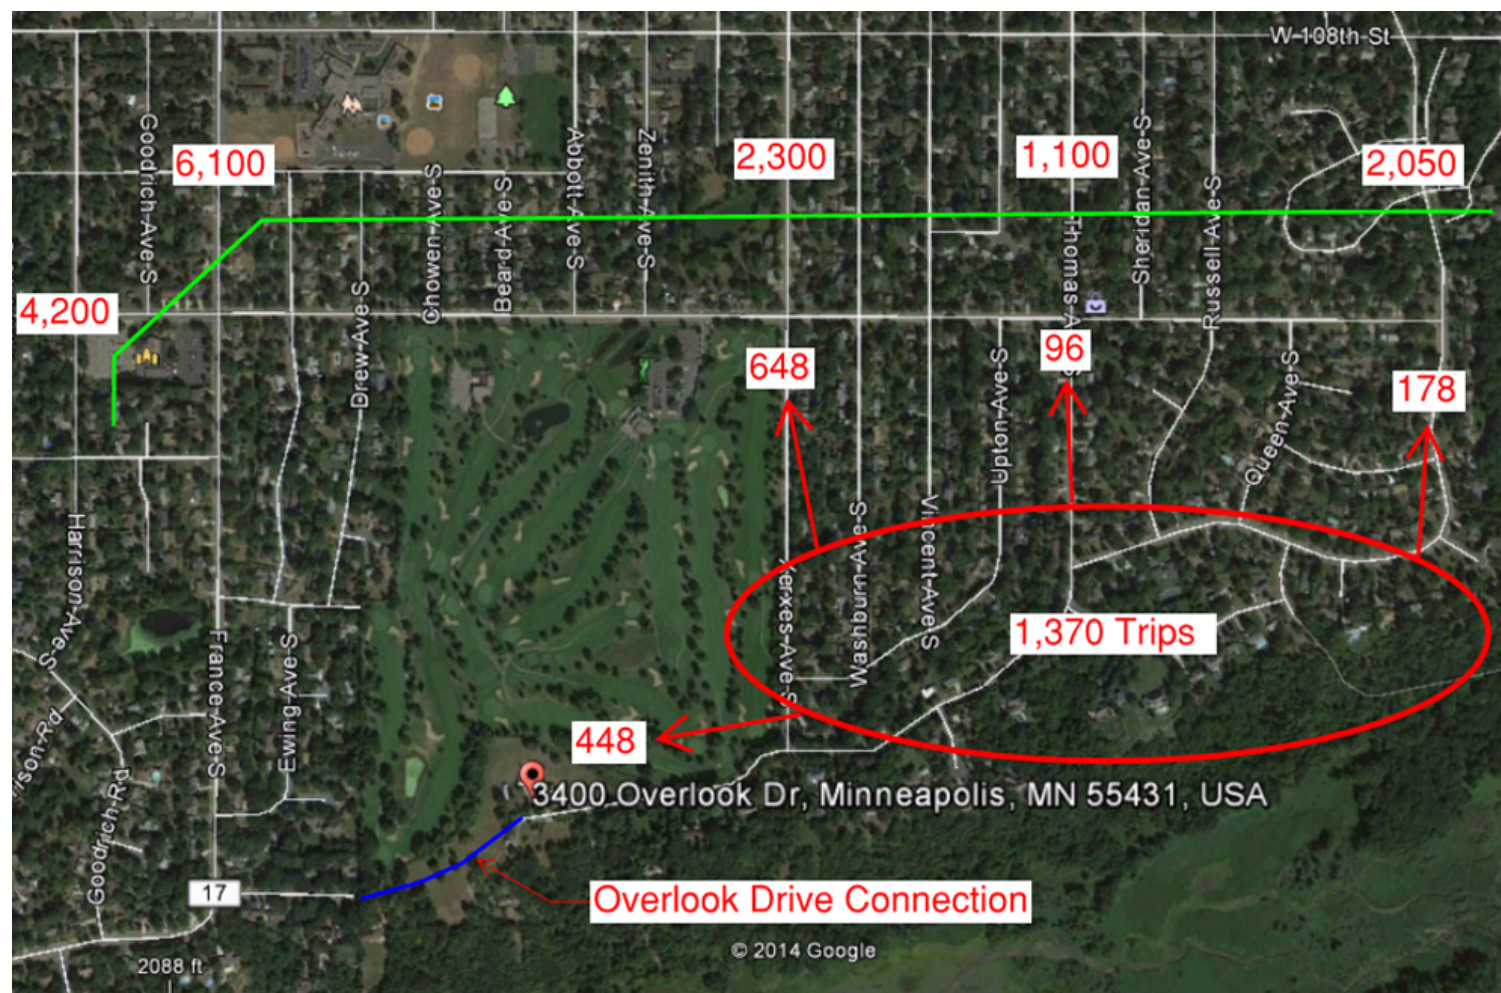 W 108th St
Goodrich Ave S
6,100
Chowen Ave S
Beard Ave S
Abbott Ave S
Zenith Ave S
2,300
1,100
Sheridan Ave S
Russell Ave S
2,050
4,200
Drew Ave S
Thomas A
S
648
96
178
Upton Ave S
Queen Ave S
Harrison Ave S
Xerxes Ave S
Washburn Ave S
Vincent Ave S
1,370 Trips
France Ave S
Ewing Ave S
rison Rd
448
3400 Overlook Dr, Minneapolis, MN 55431, USA
Goodrich Rd
17
Overlook Drive Connection
2088 ft
© 2014 Google